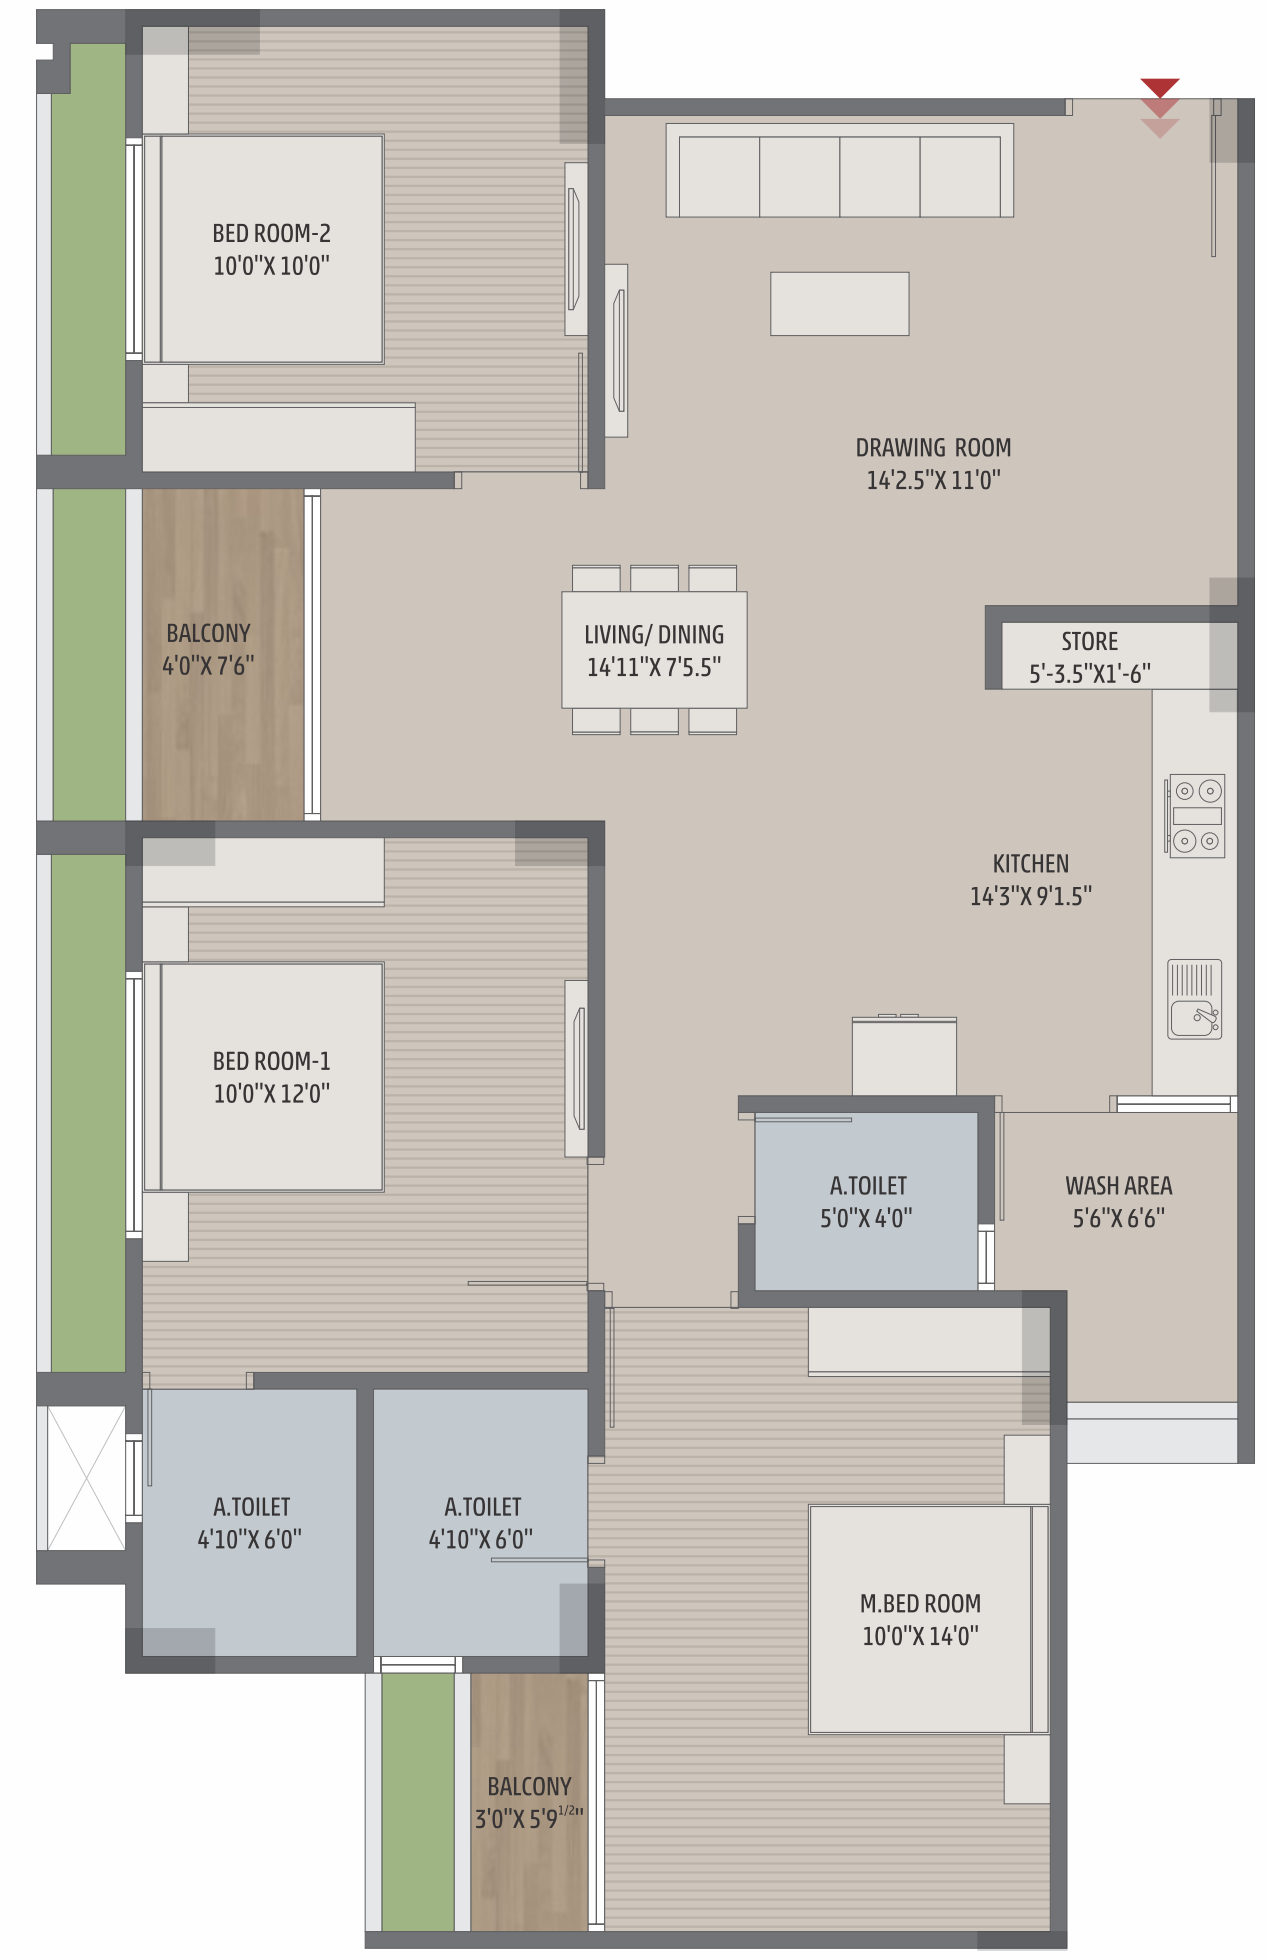 BED ROOM-2
10'0"X 10'0"
DRAWING ROOM
14'2.5"X 11'0"
BALCONY
4'0"X 7'6"
LIVING/ DINING
14'11"X 7'5.5"
STORE
5'-3.5"X1'-6"
KITCHEN
14'3"X 9'1.5"
BED ROOM-1
10'0"X 12'0"
A.TOILET
5'0"X 4'0"
WASH AREA
5'6"X 6'6"
A.TOILET
4'10"X 6'0"
A.TOILET
4'10"X 6'0"
M.BED ROOM
10'0"X 14'0"
BALCONY
3'0"X 5'9 1/2"